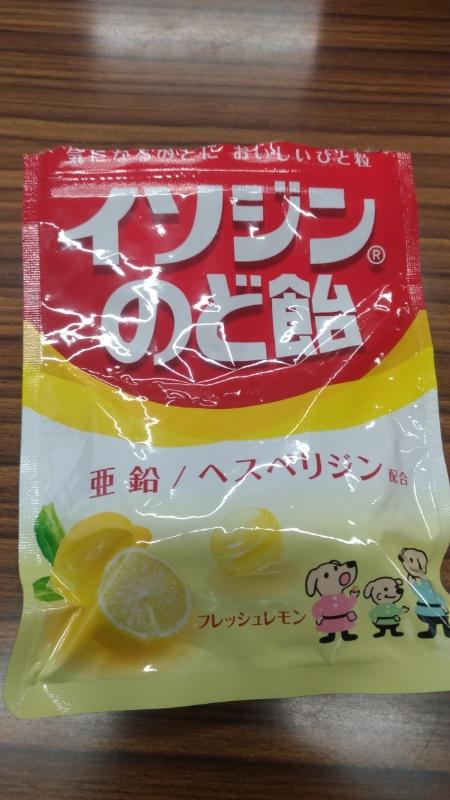 気になるのどに おいしいひと粒
イソジン®
のど飴
亜鉛/ヘスペリジン配合
フレッシュレモン